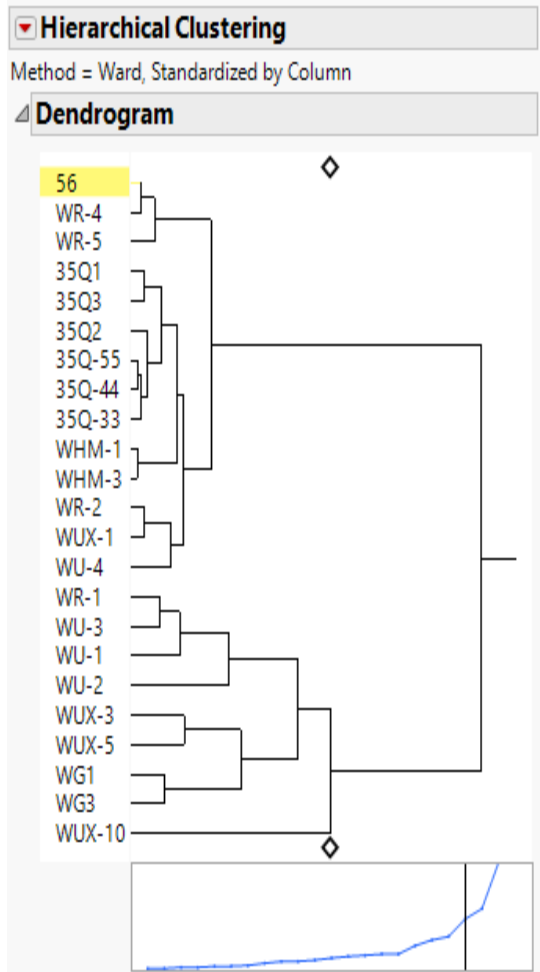 Hierarchical Clustering
Method = Ward, Standardized by Column
Dendrogram
56
WR-4
WR-5
35Q1
35Q3
35Q2
35Q-55
35Q-44
35Q-33
WHM-1
WHM-3
WR-2
WUX-1
WU-4
WR-1
WU-3
WU-1
WU-2
WUX-3
WUX-5
WG1
WG3
WUX-10